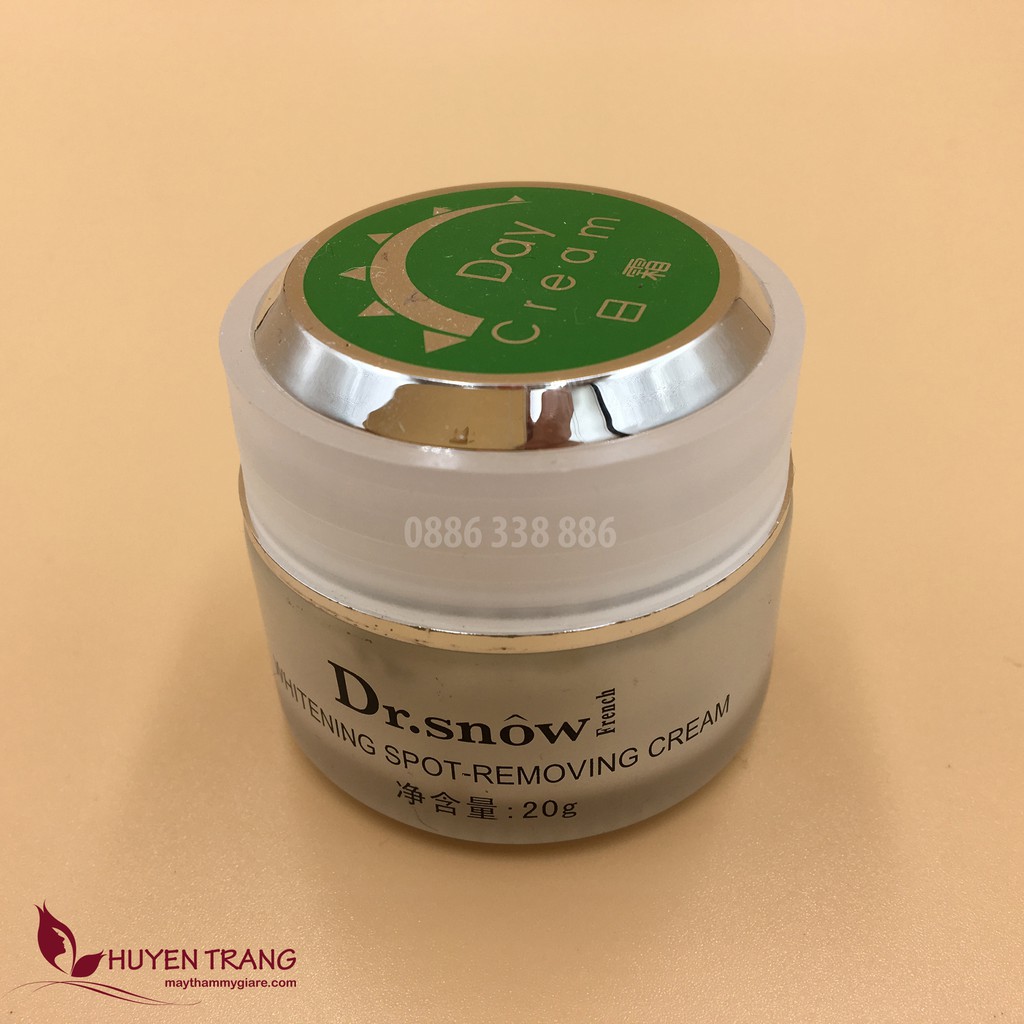 Day
Cream
日霜
0886 338 886
Dr.snôw French
WHITENING SPOT-REMOVING CREAM
净含量:20g
HUYEN TRANG
maythammygiare.com